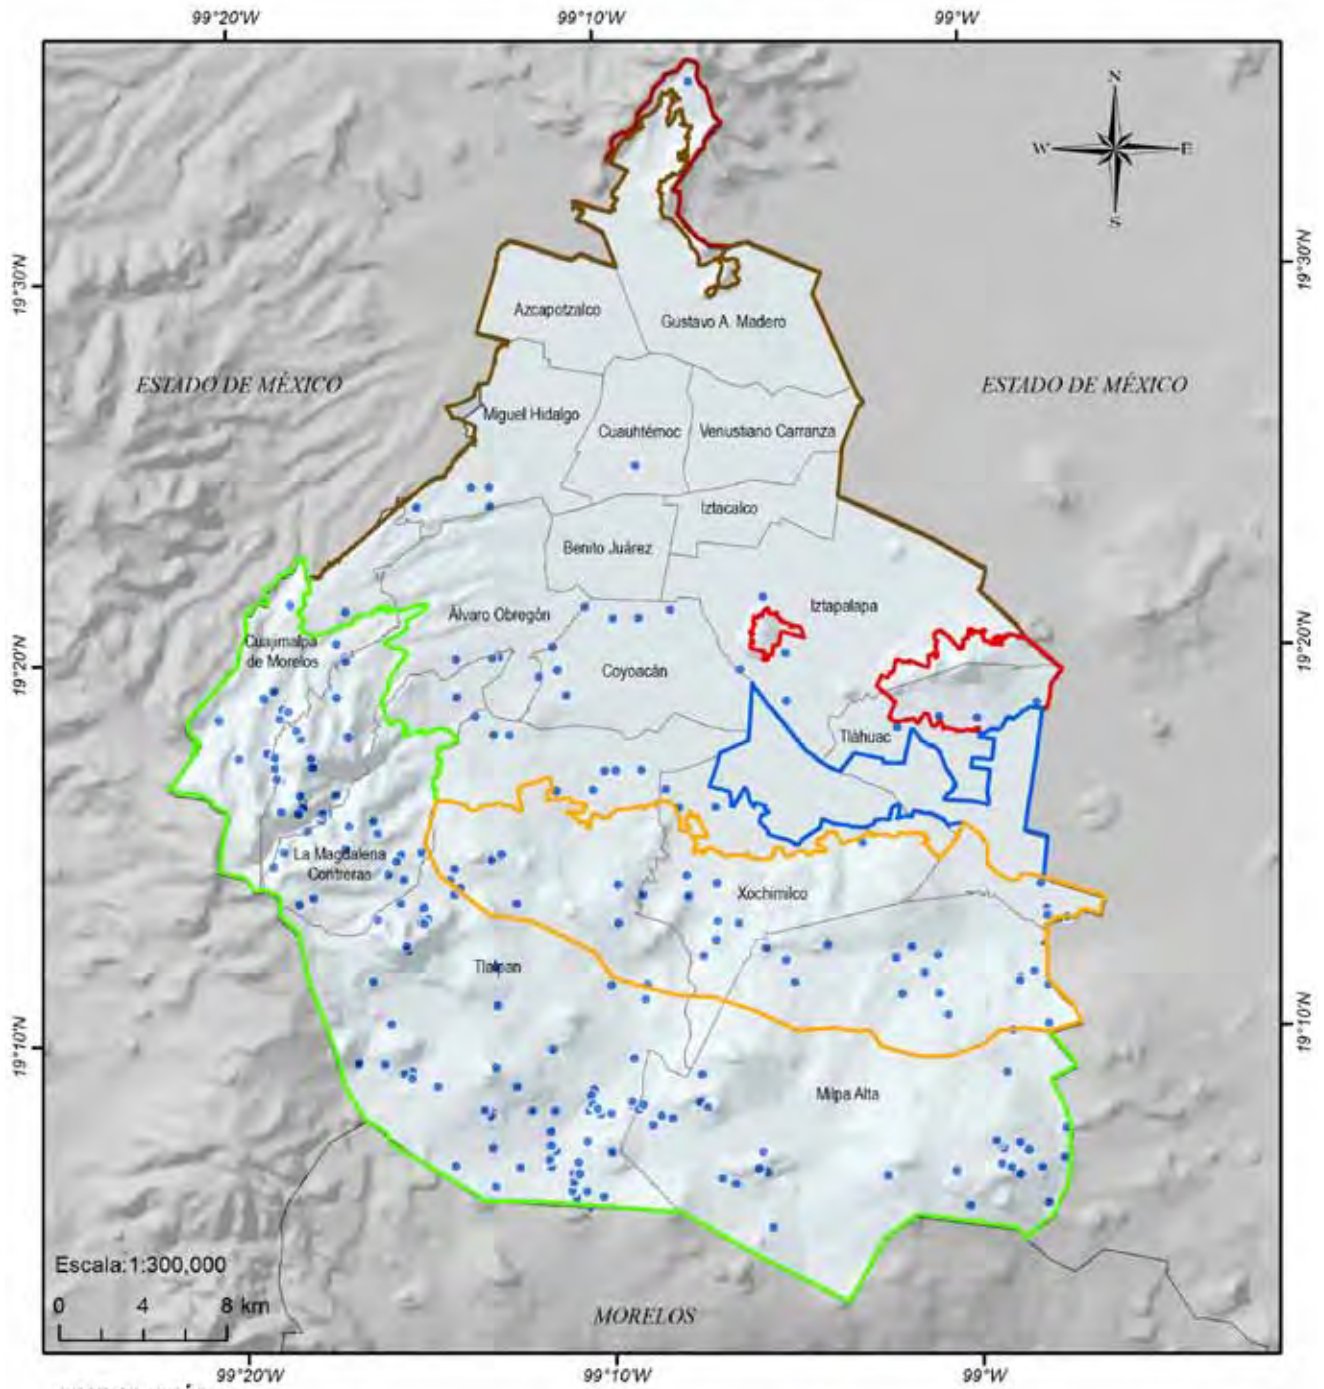 99°20'W 99°10'W 99°W
N
W E
S
19°30'N 19°30'N
Azcapotzalco
Gustavo A. Madero
ESTADO DE MÉXICO ESTADO DE MÉXICO
Miguel Hidalgo
Cuauhtémoc Venustiano Carranza
Iztacalco
Benito Juárez
Iztapalapa
Álvaro Obregón
Cuajimalpa
de Morelos
Coyoacán
19°20'N 19°20'N
Tláhuac
La Magdalena
Contreras
Xochimilco
Tlalpan
19°10'N 19°10'N
Milpa Alta
Escala:1:300,000
0 4 8 km
MORELOS
99°20'W 99°10'W 99°W